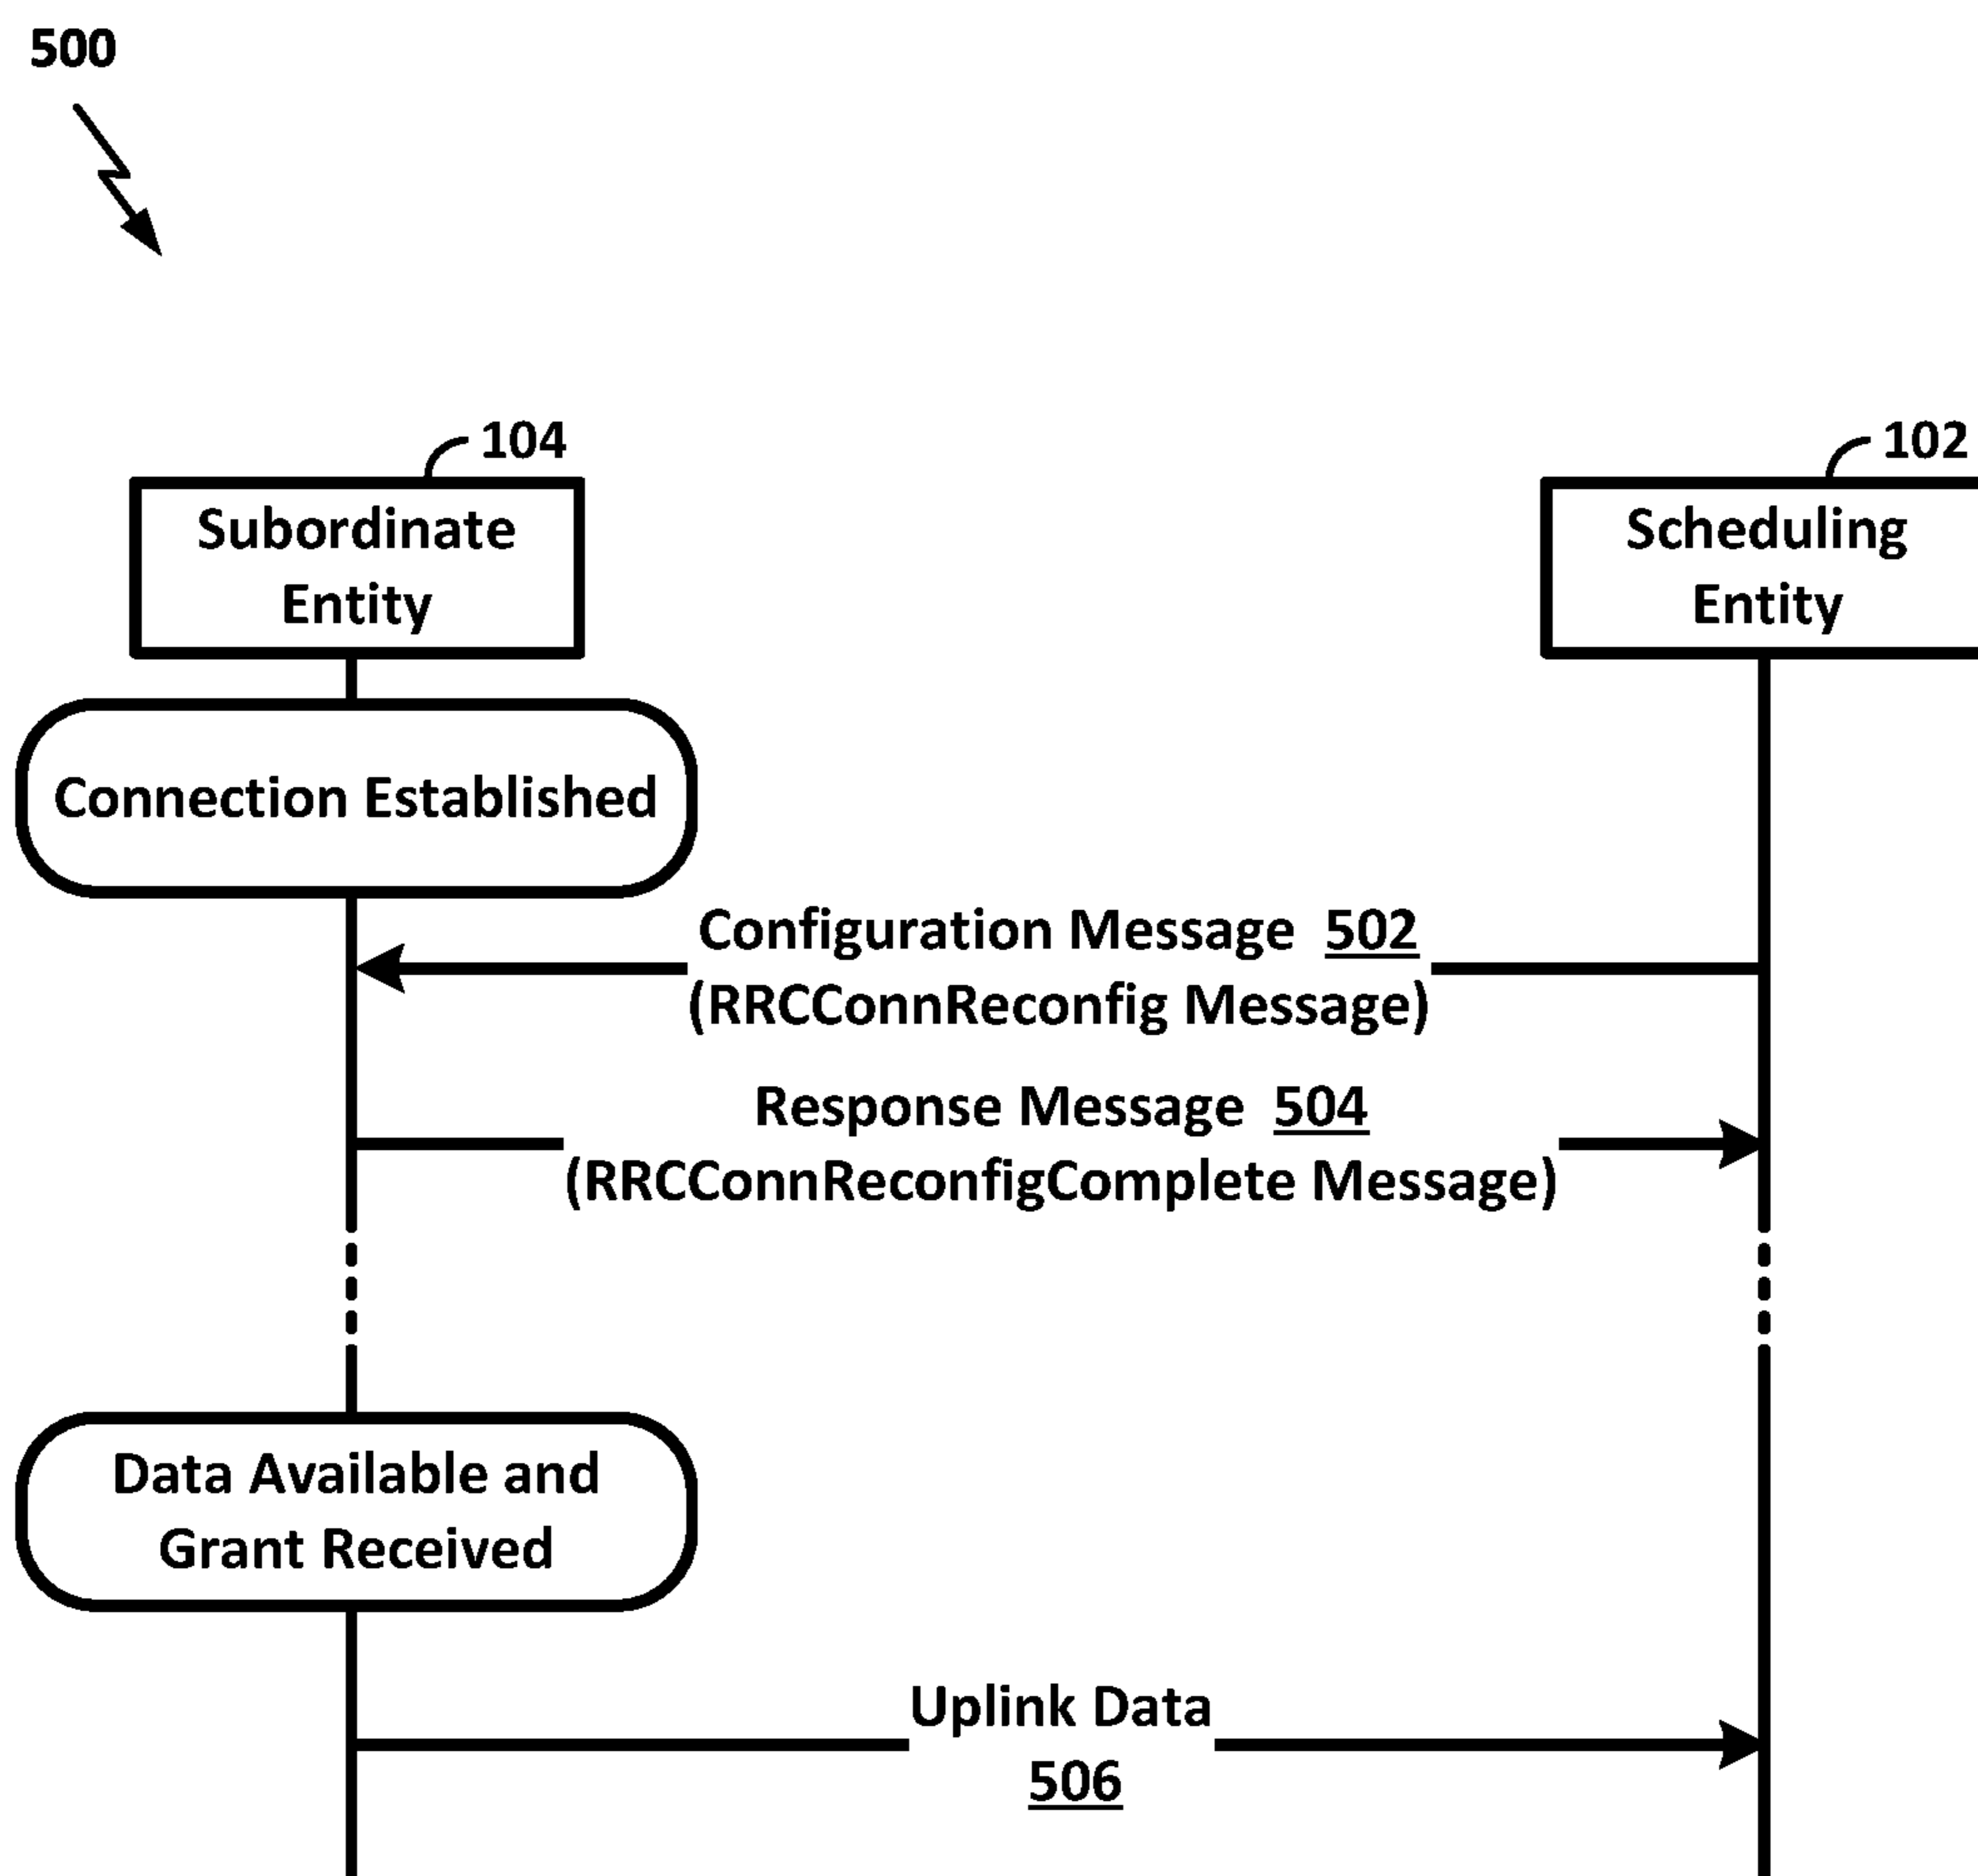 500
104
102
Subordinate
Entity
Scheduling
Entity
Connection Established
Configuration Message 502
(RRCConnReconfig Message)
Response Message 504
(RRCConnReconfigComplete Message)
Data Available and
Grant Received
Uplink Data
506